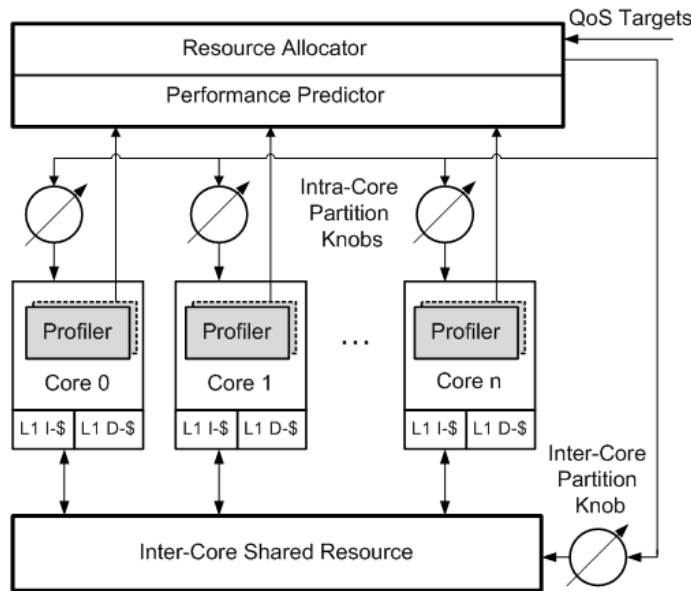 QoS Targets
Resource Allocator
Performance Predictor
Intra-Core
Partition
Knobs
Profiler
Profiler
Profiler
Core 0
Core 1
...
Core n
L1 I-$
L1 D-$
L1 I-$
L1 D-$
L1 I-$
L1 D-$
Inter-Core
Partition
Knob
Inter-Core Shared Resource